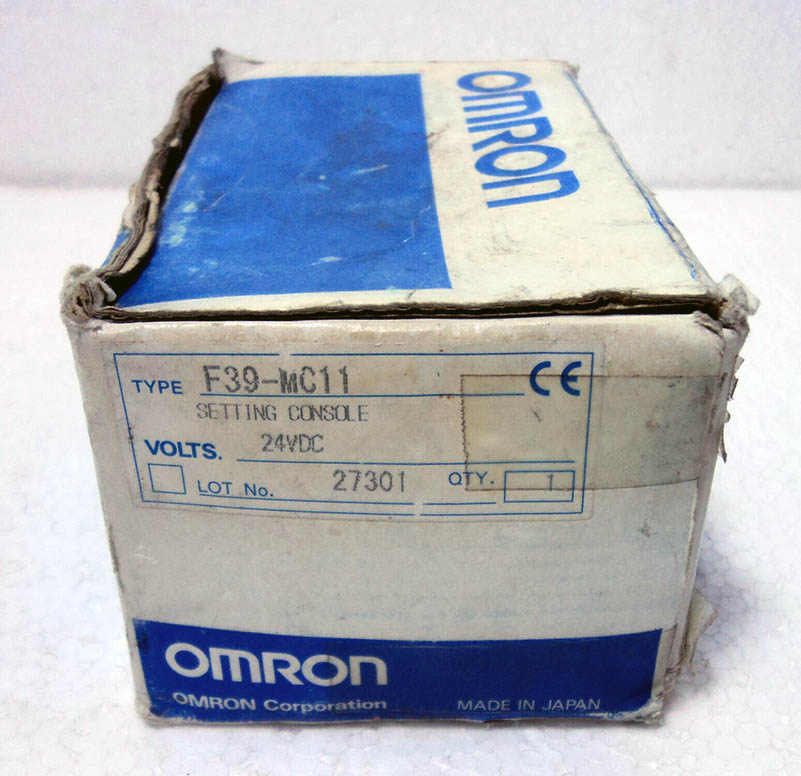 OMRON
TYPE F39-MC11 CE
SETTING CONSOLE
VOLTS. 24VDC
LOT No. 27301 QTY. 1
OMRON
OMRON Corporation MADE IN JAPAN